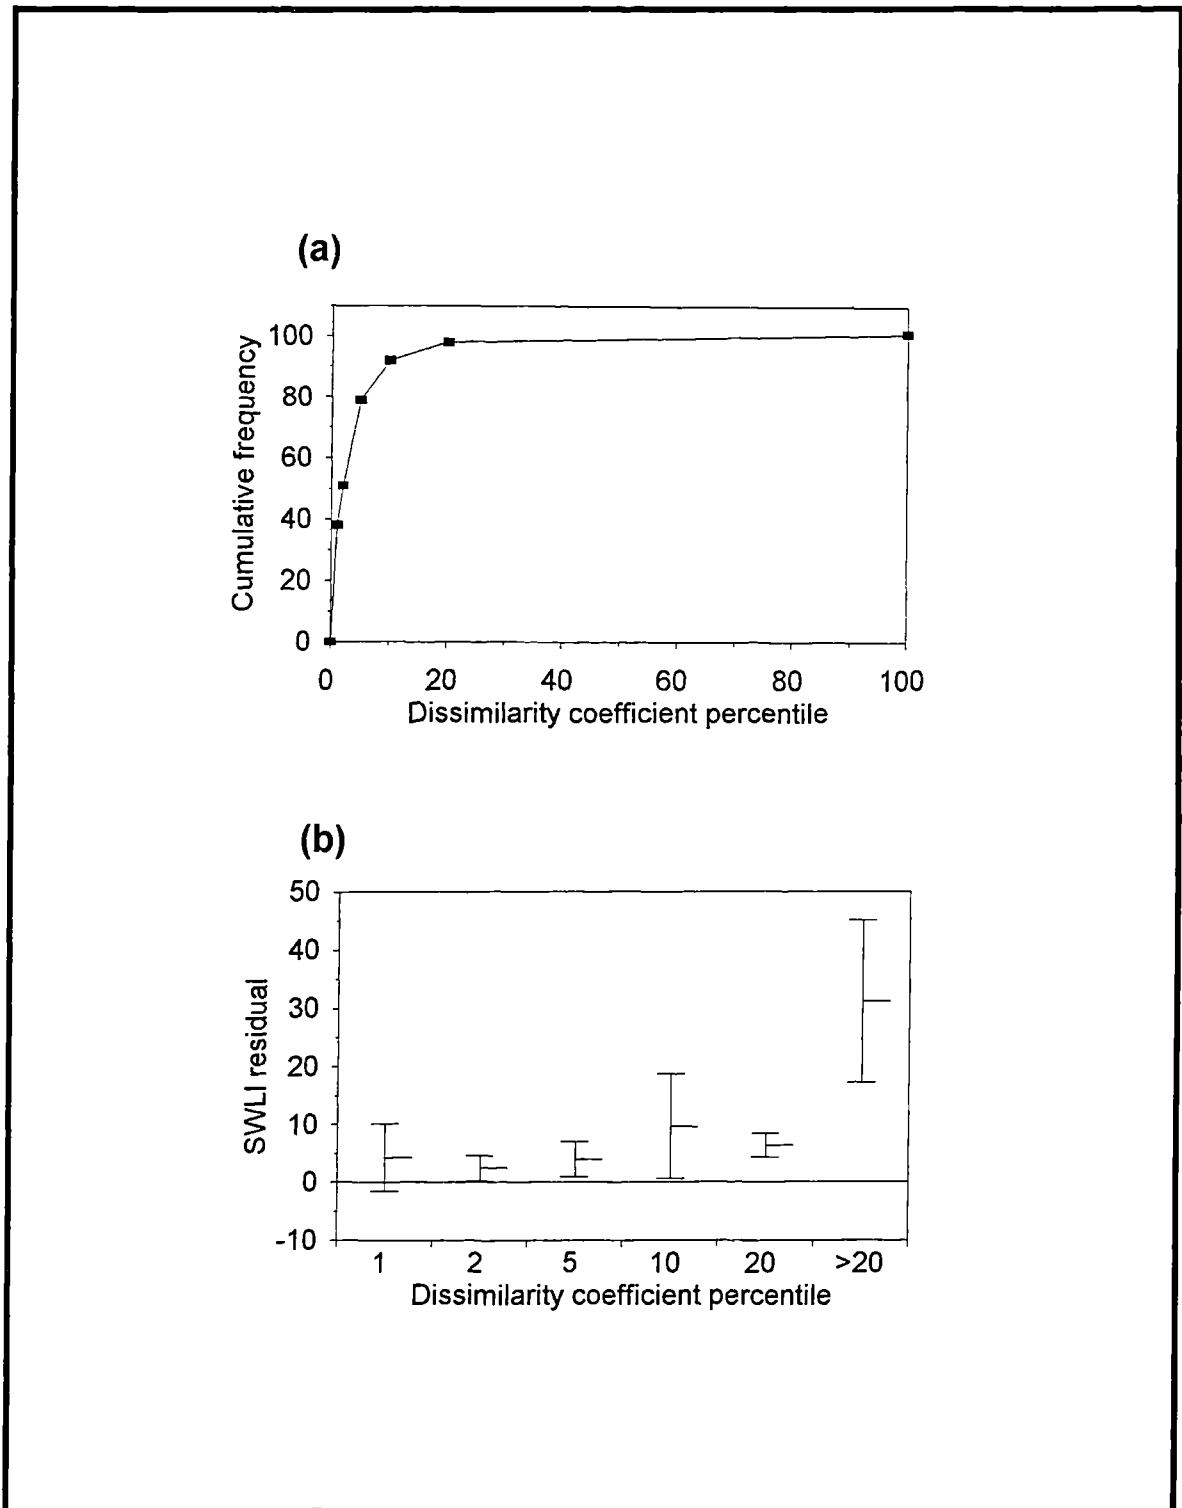 (a)
Cumulative frequency
100
80
60
40
20
0
0 20 40 60 80 100
Dissimilarity coefficient percentile
(b)
SWLI residual
50
40
30
20
10
0
-10
1 2 5 10 20 >20
Dissimilarity coefficient percentile